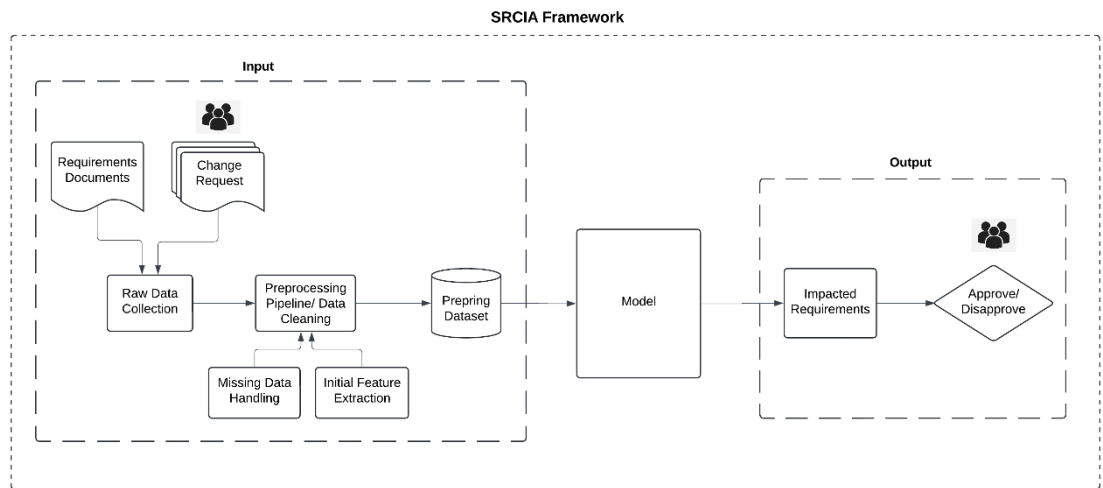 SRCIA Framework
Input
Requirements
Documents
Change
Request
Output
Raw Data
Collection
Preprocessing
Pipeline/ Data
Cleaning
Prepring
Dataset
Model
Impacted
Requirements
Approve/
Disapprove
Missing Data
Handling
Initial Feature
Extraction